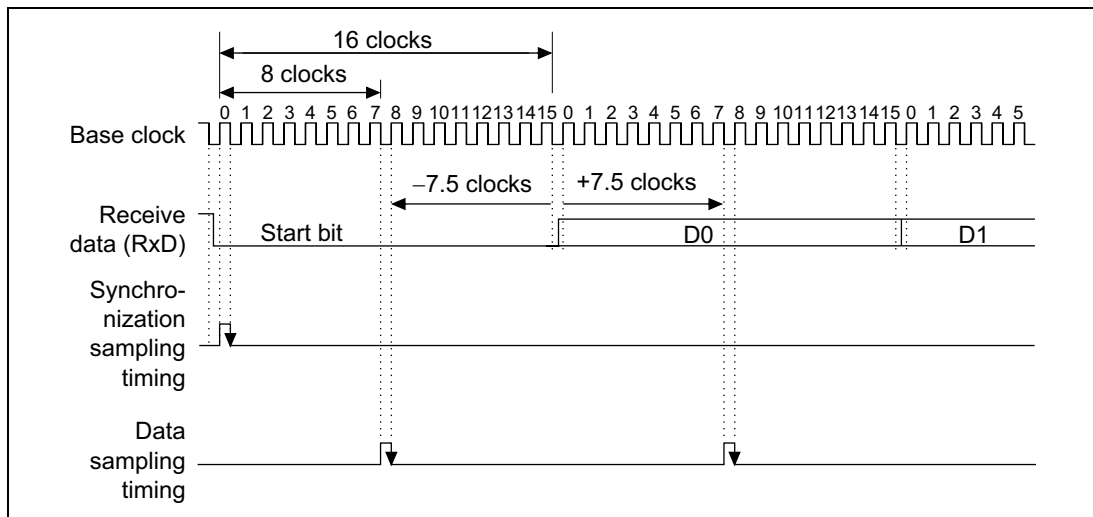 16 clocks
8 clocks
0 1 2 3 4 5 6 7 8 9 10 11 12 13 14 15 0 1 2 3 4 5 6 7 8 9 10 11 12 13 14 15 0 1 2 3 4 5
Base clock
−7.5 clocks +7.5 clocks
Receive
data (RxD)
Start bit D0 D1
Synchro-
nization
sampling
timing
Data
sampling
timing